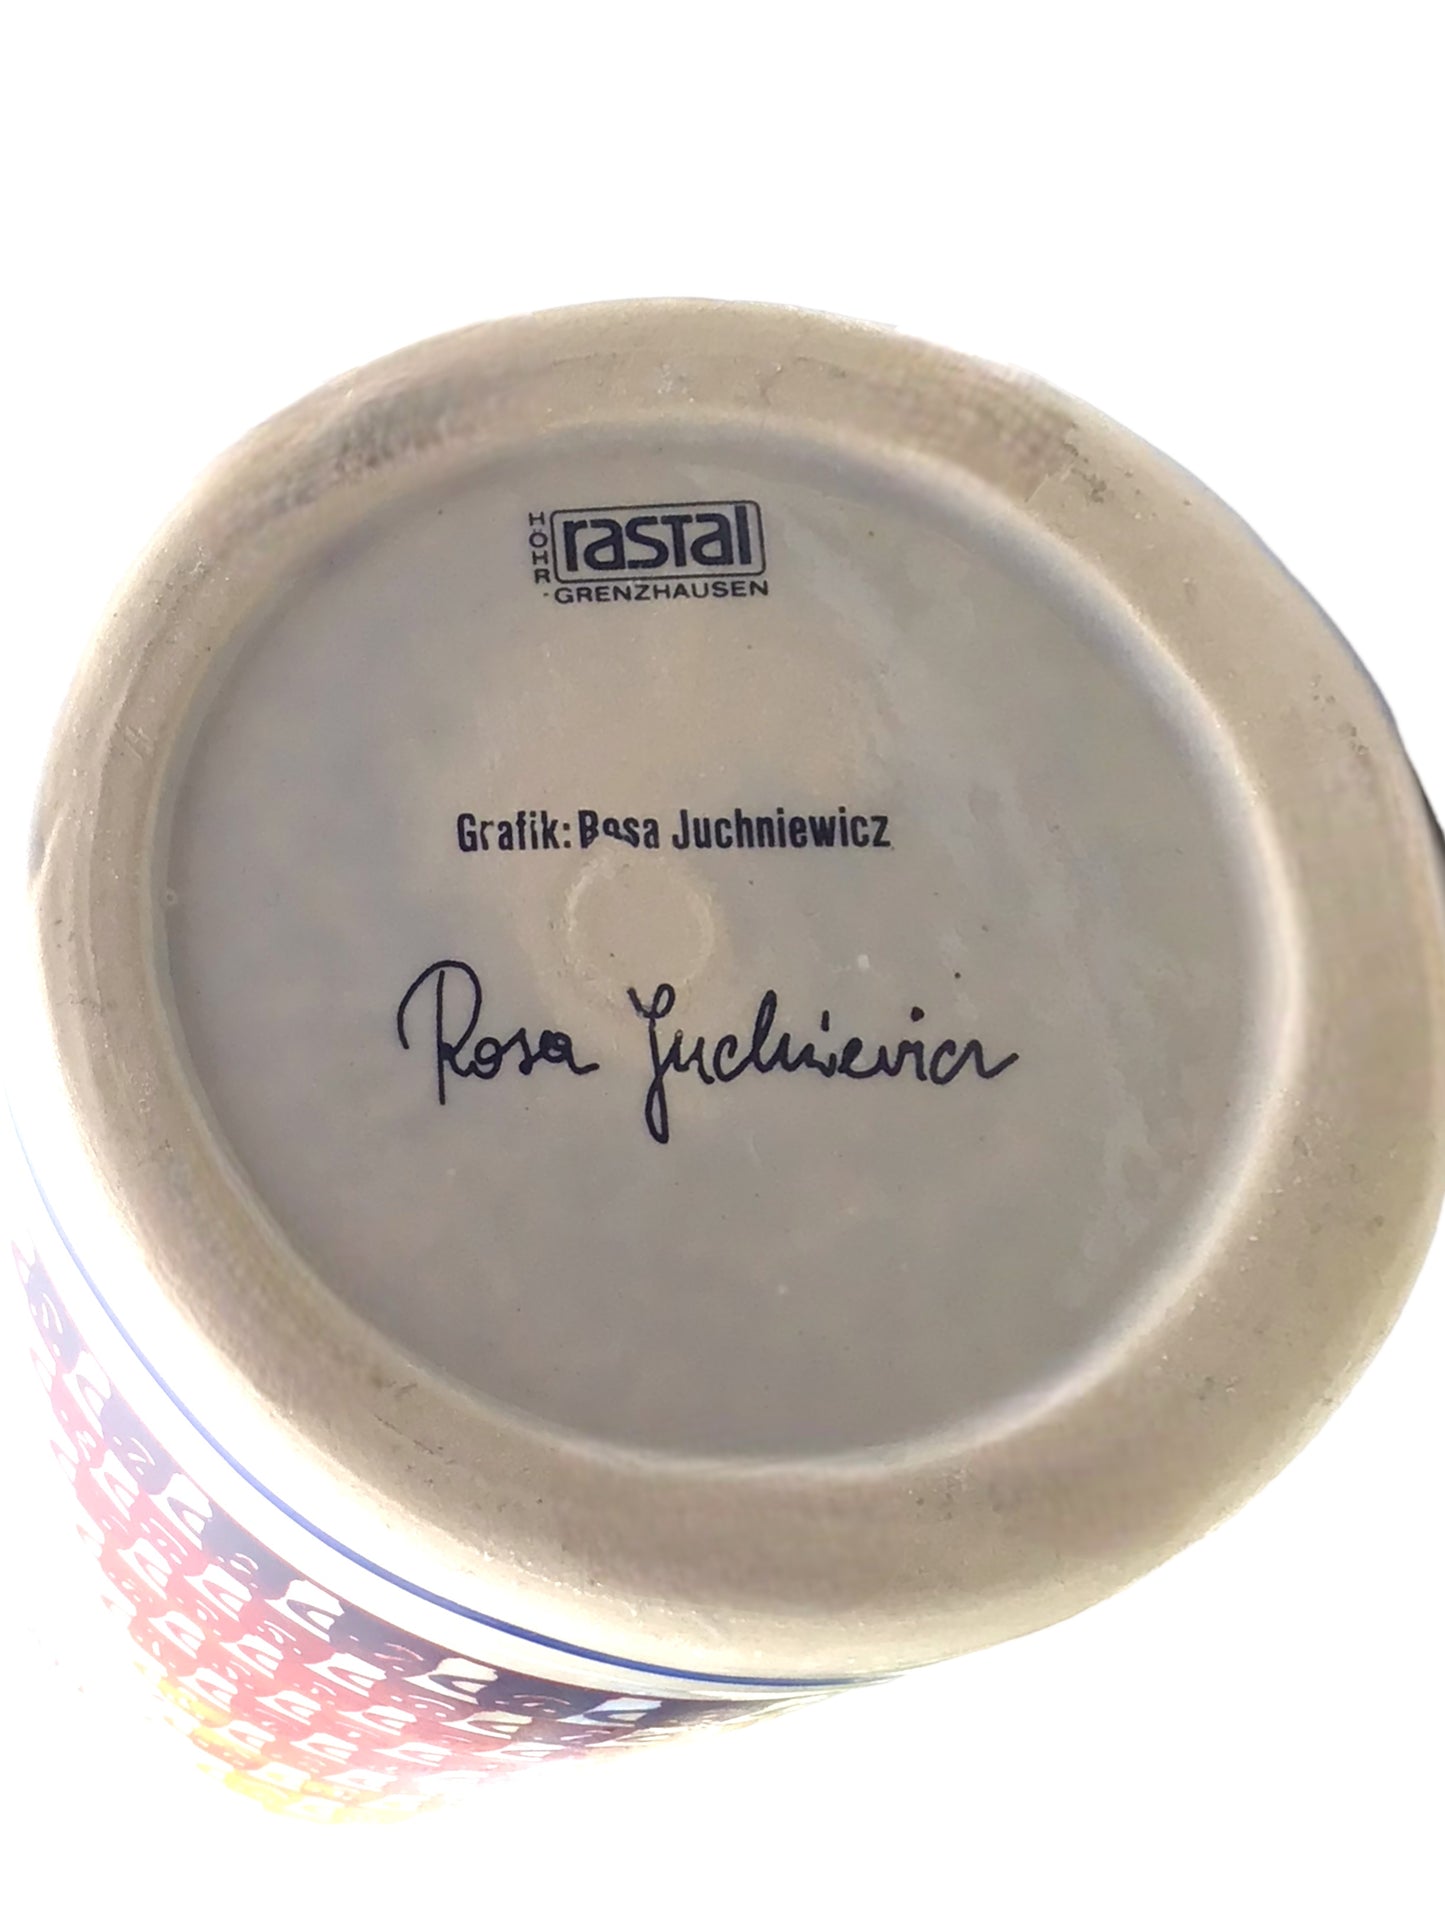 HÖHR
rastal
-GRENZHAUSEN
Grafik: Rosa Juchniewicz
Rosa Juchniewicz